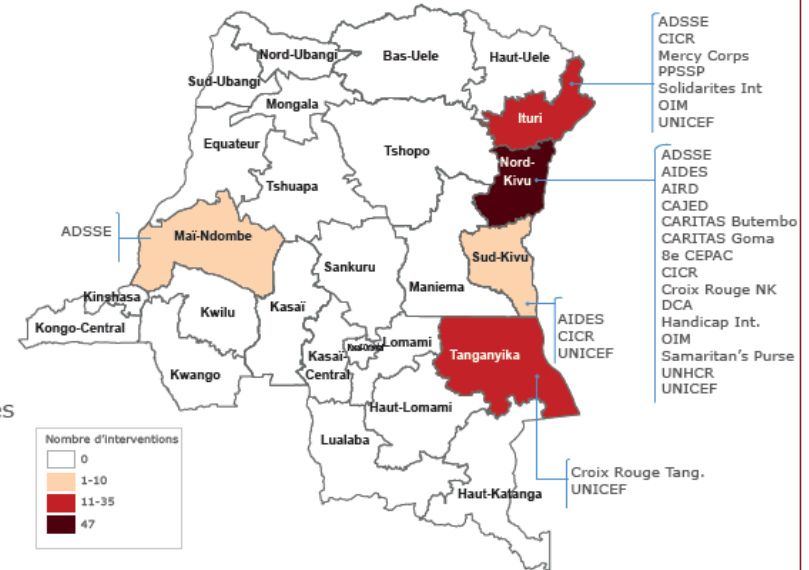 Nord-Ubangi
Bas-Uele
Haut-Uele
Sud-Ubangi
Mongala
Ituri
Equateur
Tshopo
Nord-
Kivu
Tshuapa
Maï-Ndombe
Sud-Kivu
Sankuru
Maniema
Kinshasa
Kwilu
Kasaï
Kongo-Central
Lomami
Tanganyika
Kasaï-
Central
Kwango
Haut-Lomami
Lualaba
Haut-Katanga
ADSSE
ADSSE
CICR
Mercy Corps
PPSSP
Solidarites Int
OIM
UNICEF
ADSSE
AIDES
AIRD
CAJED
CARITAS Butembo
CARITAS Goma
8e CEPAC
CICR
Croix Rouge NK
DCA
Handicap Int.
OIM
Samaritan's Purse
UNHCR
UNICEF
AIDES
CICR
UNICEF
Croix Rouge Tang.
UNICEF
es
Nombre d'interventions
0
1-10
11-35
47